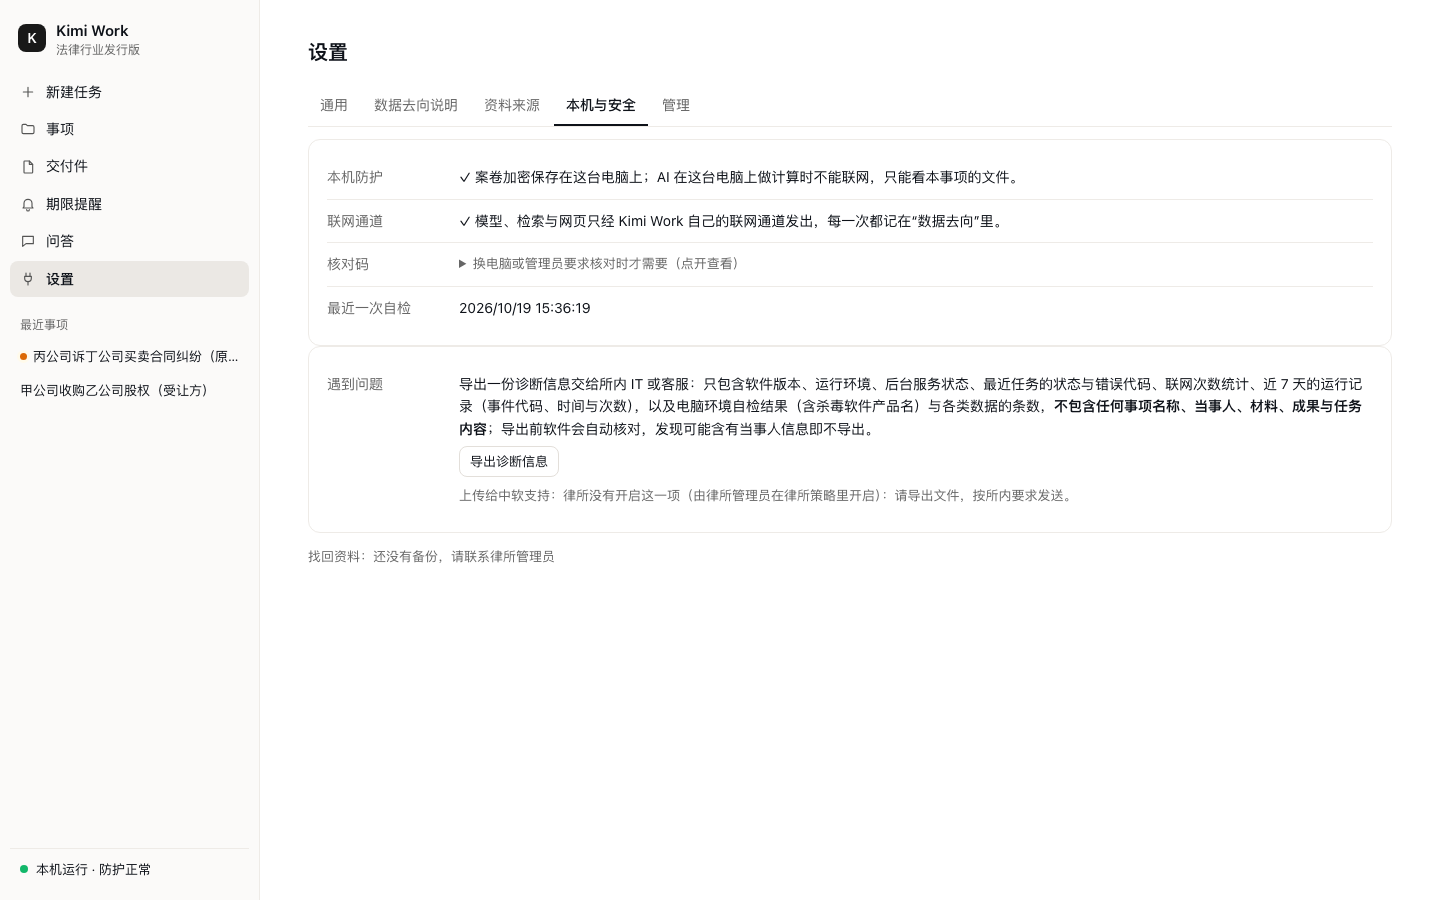 K
Kimi Work
法律行业发行版
新建任务
事项
交付件
期限提醒
问答
设置
最近事项
丙公司诉丁公司买卖合同纠纷（原...
甲公司收购乙公司股权（受让方）
本机运行 · 防护正常
设置
通用 数据去向说明 资料来源 本机与安全 管理
本机防护 ✓ 案卷加密保存在这台电脑上；AI 在这台电脑上做计算时不能联网，只能看本事项的文件。
联网通道 ✓ 模型、检索与网页只经 Kimi Work 自己的联网通道发出，每一次都记在“数据去向”里。
核对码 ▶ 换电脑或管理员要求核对时才需要（点开查看）
最近一次自检 2026/10/19 15:36:19
遇到问题 导出一份诊断信息交给所内 IT 或客服：只包含软件版本、运行环境、后台服务状态、最近任务的状态与错误代码、联网次数统计、近 7 天的运行记
录（事件代码、时间与次数），以及电脑环境自检结果（含杀毒软件产品名）与各类数据的条数，不包含任何事项名称、当事人、材料、成果与任务
内容；导出前软件会自动核对，发现可能含有当事人信息即不导出。
导出诊断信息
上传给中软支持：律所没有开启这一项（由律所管理员在律所策略里开启）：请导出文件，按所内要求发送。
找回资料：还没有备份，请联系律所管理员